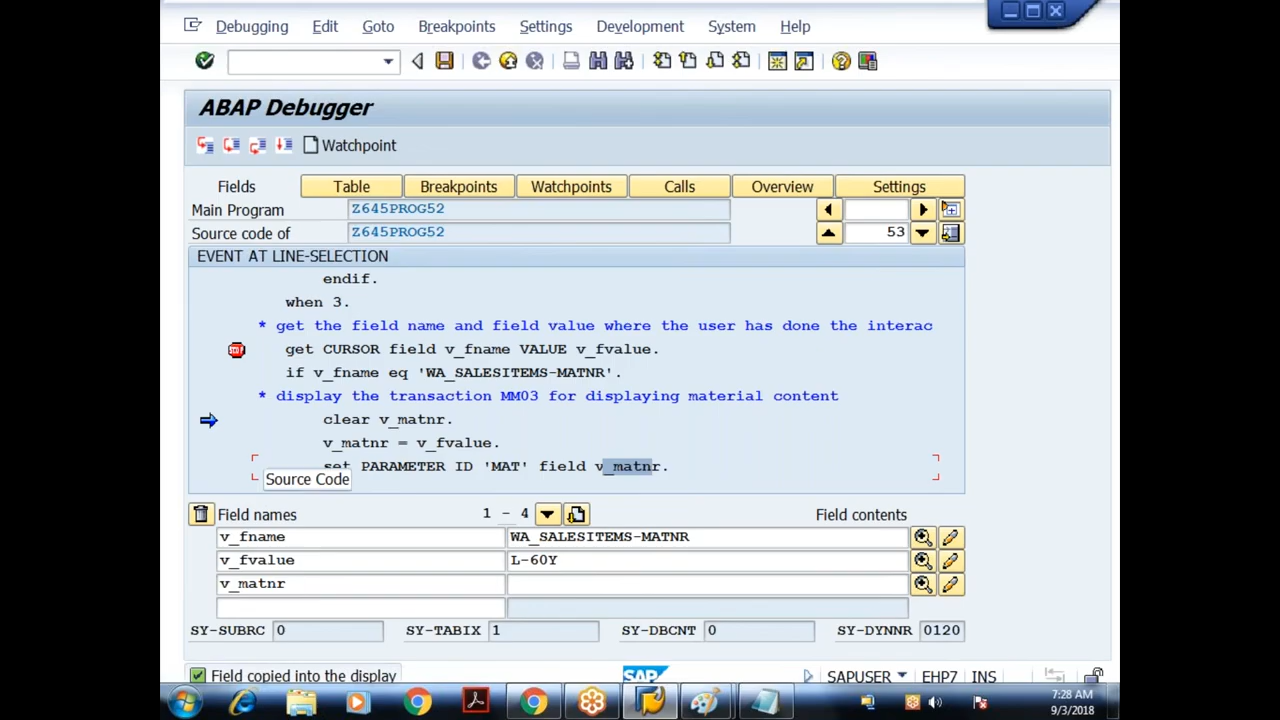 Debugging Edit Goto Breakpoints Settings Development System Help
ABAP Debugger
Watchpoint
Fields Table Breakpoints Watchpoints Calls Overview Settings
Main Program Z645PROG52
Source code of Z645PROG52 53
EVENT AT LINE-SELECTION
endif.
when 3.
* get the field name and field value where the user has done the interac
STOP get CURSOR field v_fname VALUE v_fvalue.
if v_fname eq 'WA_SALESITEMS-MATNR'.
* display the transaction MM03 for displaying material content
clear v_matnr.
v_matnr = v_fvalue.
set PARAMETER ID 'MAT' field v_matnr.
Source Code
Field names 1 - 4 Field contents
v_fname WA_SALESITEMS-MATNR
v_fvalue L-60Y
v_matnr
SY-SUBRC 0 SY-TABIX 1 SY-DBCNT 0 SY-DYNNR 0120
Field copied into the display SAP SAPUSER EHP7 INS
7:28 AM
9/3/2018